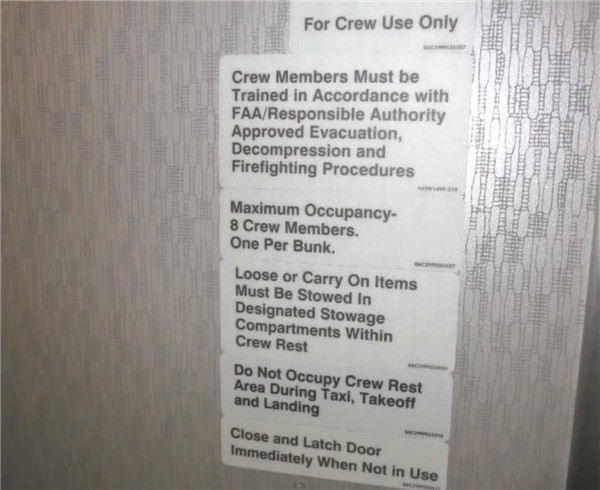 For Crew Use Only
Crew Members Must be
Trained in Accordance with
FAA/Responsible Authority
Approved Evacuation,
Decompression and
Firefighting Procedures
Maximum Occupancy-
8 Crew Members.
One Per Bunk.
Loose or Carry On Items
Must Be Stowed In
Designated Stowage
Compartments Within
Crew Rest
Do Not Occupy Crew Rest
Area During Taxi, Takeoff
and Landing
Close and Latch Door
Immediately When Not in Use